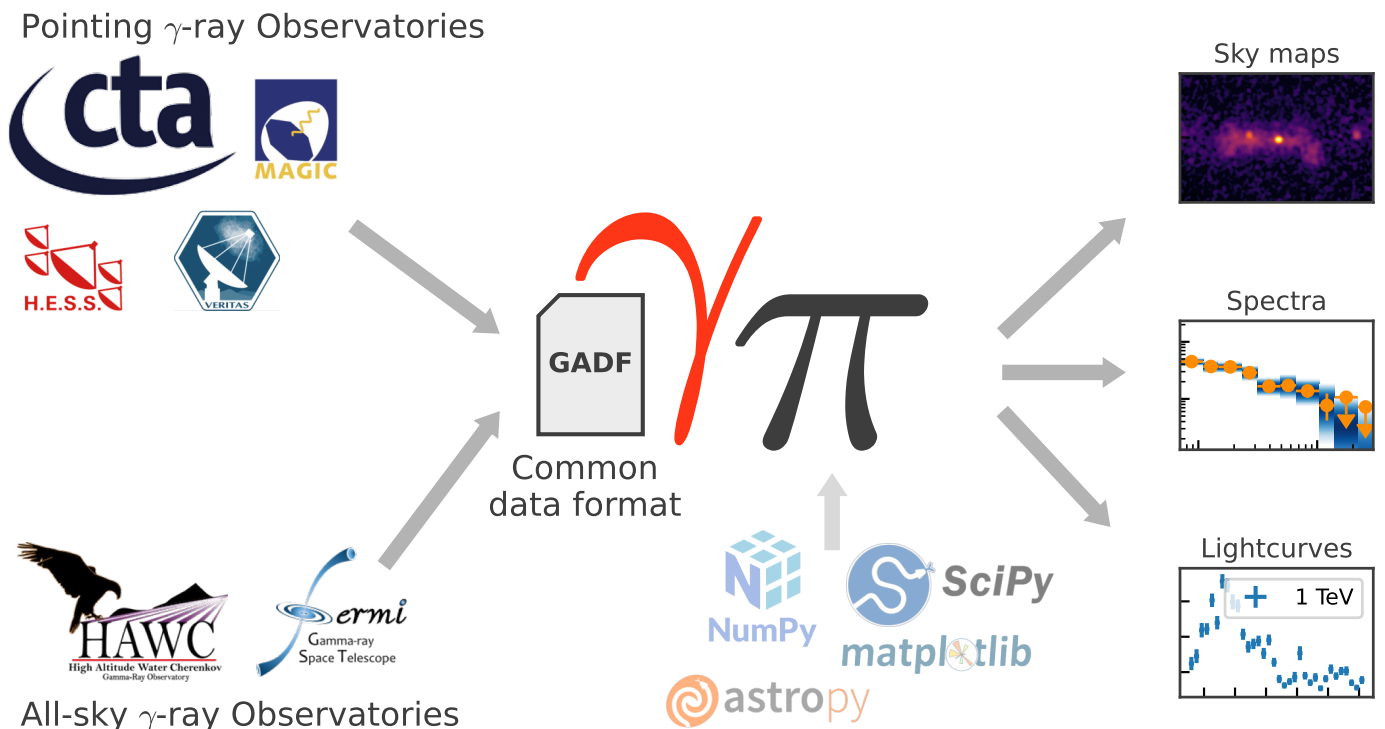 Pointing γ-ray Observatories
cta
MAGIC
H.E.S.S.
VERITAS
GADF
γπ
Common
data format
HAWC
High Altitude Water Cherenkov
Gamma-Ray Observatory
Fermi
Gamma-ray
Space Telescope
All-sky γ-ray Observatories
NumPy
SciPy
matplotlib
astropy
Sky maps
Spectra
Lightcurves
1 TeV